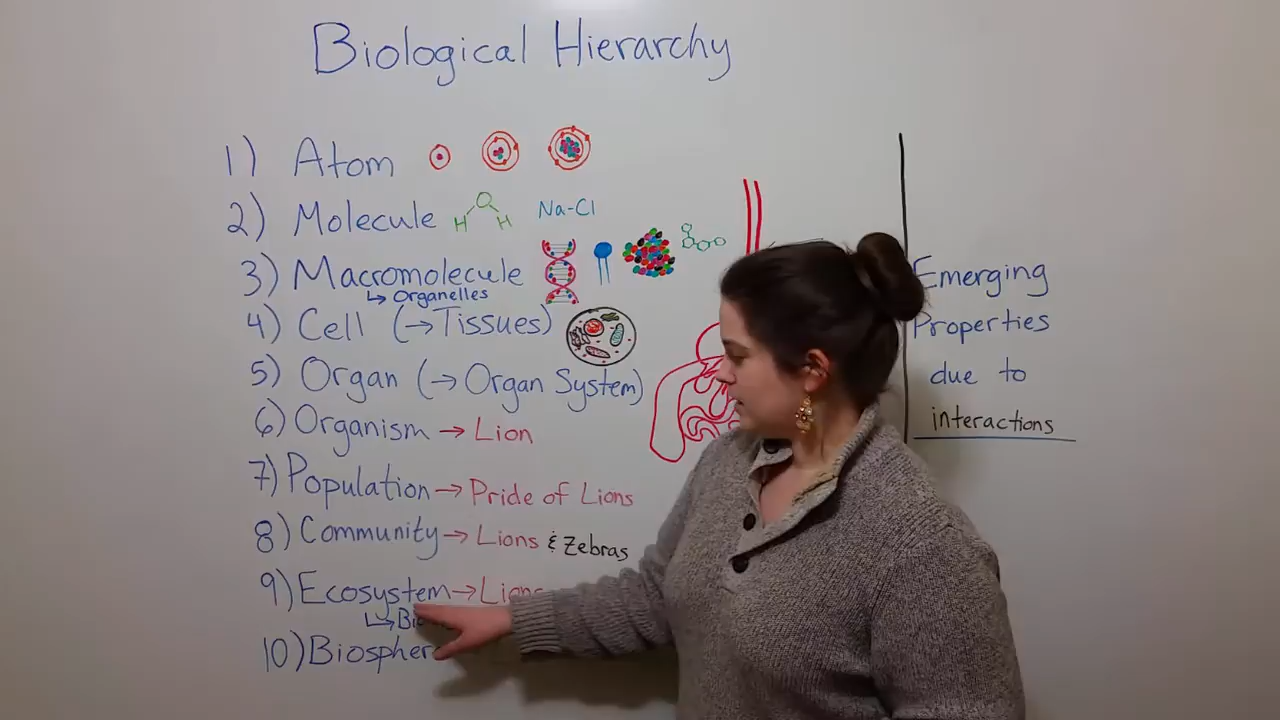 Biological Hierarchy
1) Atom
2) Molecule H O H Na-Cl
3) Macromolecule
↳ Organelles
4) Cell (→Tissues)
5) Organ (→ Organ System)
6) Organism → Lion
7) Population → Pride of Lions
8) Community → Lions & Zebras
9) Ecosystem →
10) Biospher
Emerging
Properties
due to
interactions